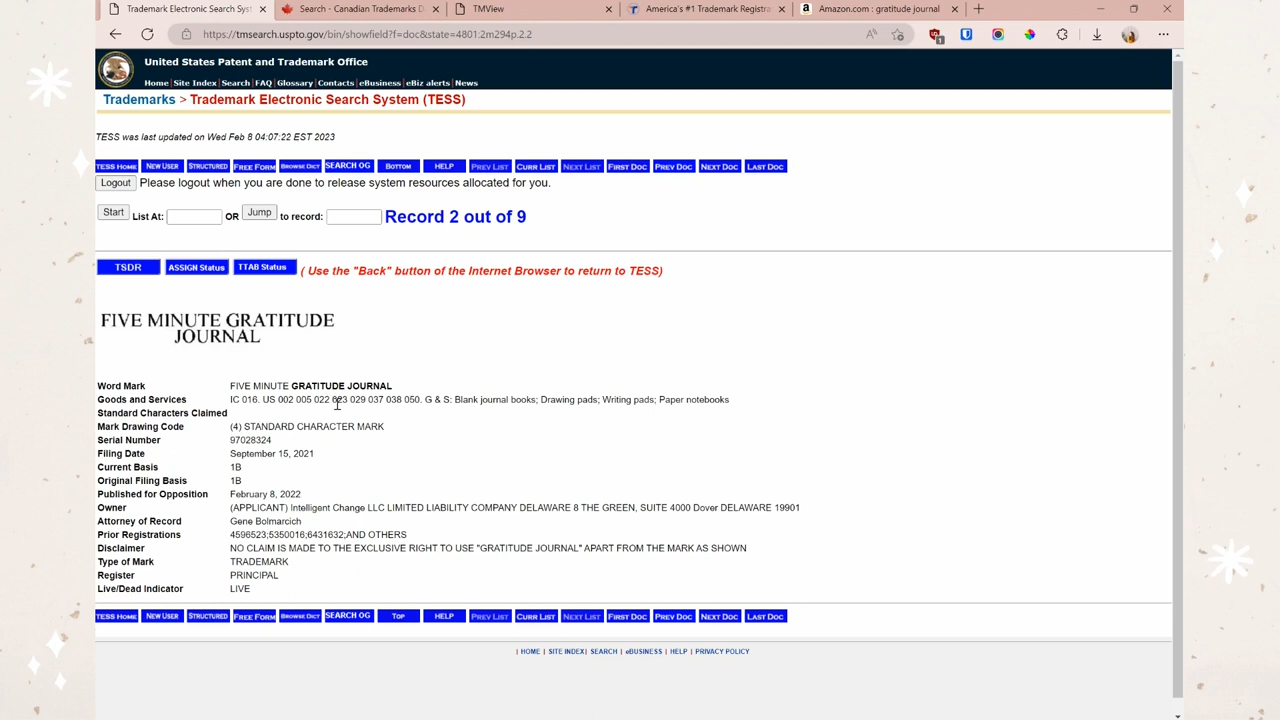 Trademark Electronic Search Syst
Search - Canadian Trademarks D
TMView
America's #1 Trademark Registra
Amazon.com : gratitude journal
https://tmsearch.uspto.gov/bin/showfield?f=doc&state=4801:2m294p.2.2
United States Patent and Trademark Office
Home | Site Index | Search | FAQ | Glossary | Contacts | eBusiness | eBiz alerts | News
Trademarks > Trademark Electronic Search System (TESS)
TESS was last updated on Wed Feb 8 04:07:22 EST 2023
TESS HOME NEW USER STRUCTURED FREE FORM BROWSE DICT SEARCH OG BOTTOM HELP PREV LIST CURR LIST NEXT LIST FIRST DOC PREV DOC NEXT DOC LAST DOC
Logout Please logout when you are done to release system resources allocated for you.
Start List At: OR Jump to record: Record 2 out of 9
TSDR ASSIGN Status TTAB Status ( Use the "Back" button of the Internet Browser to return to TESS)
FIVE MINUTE GRATITUDE
JOURNAL
Word Mark FIVE MINUTE GRATITUDE JOURNAL
Goods and Services IC 016. US 002 005 022 023 029 037 038 050. G & S: Blank journal books; Drawing pads; Writing pads; Paper notebooks
Standard Characters Claimed
Mark Drawing Code (4) STANDARD CHARACTER MARK
Serial Number 97028324
Filing Date September 15, 2021
Current Basis 1B
Original Filing Basis 1B
Published for Opposition February 8, 2022
Owner (APPLICANT) Intelligent Change LLC LIMITED LIABILITY COMPANY DELAWARE 8 THE GREEN, SUITE 4000 Dover DELAWARE 19901
Attorney of Record Gene Bolmarcich
Prior Registrations 4596523;5350016;6431632;AND OTHERS
Disclaimer NO CLAIM IS MADE TO THE EXCLUSIVE RIGHT TO USE "GRATITUDE JOURNAL" APART FROM THE MARK AS SHOWN
Type of Mark TRADEMARK
Register PRINCIPAL
Live/Dead Indicator LIVE
TESS HOME NEW USER STRUCTURED FREE FORM BROWSE DICT SEARCH OG TOP HELP PREV LIST CURR LIST NEXT LIST FIRST DOC PREV DOC NEXT DOC LAST DOC
| HOME | SITE INDEX | SEARCH | eBUSINESS | HELP | PRIVACY POLICY